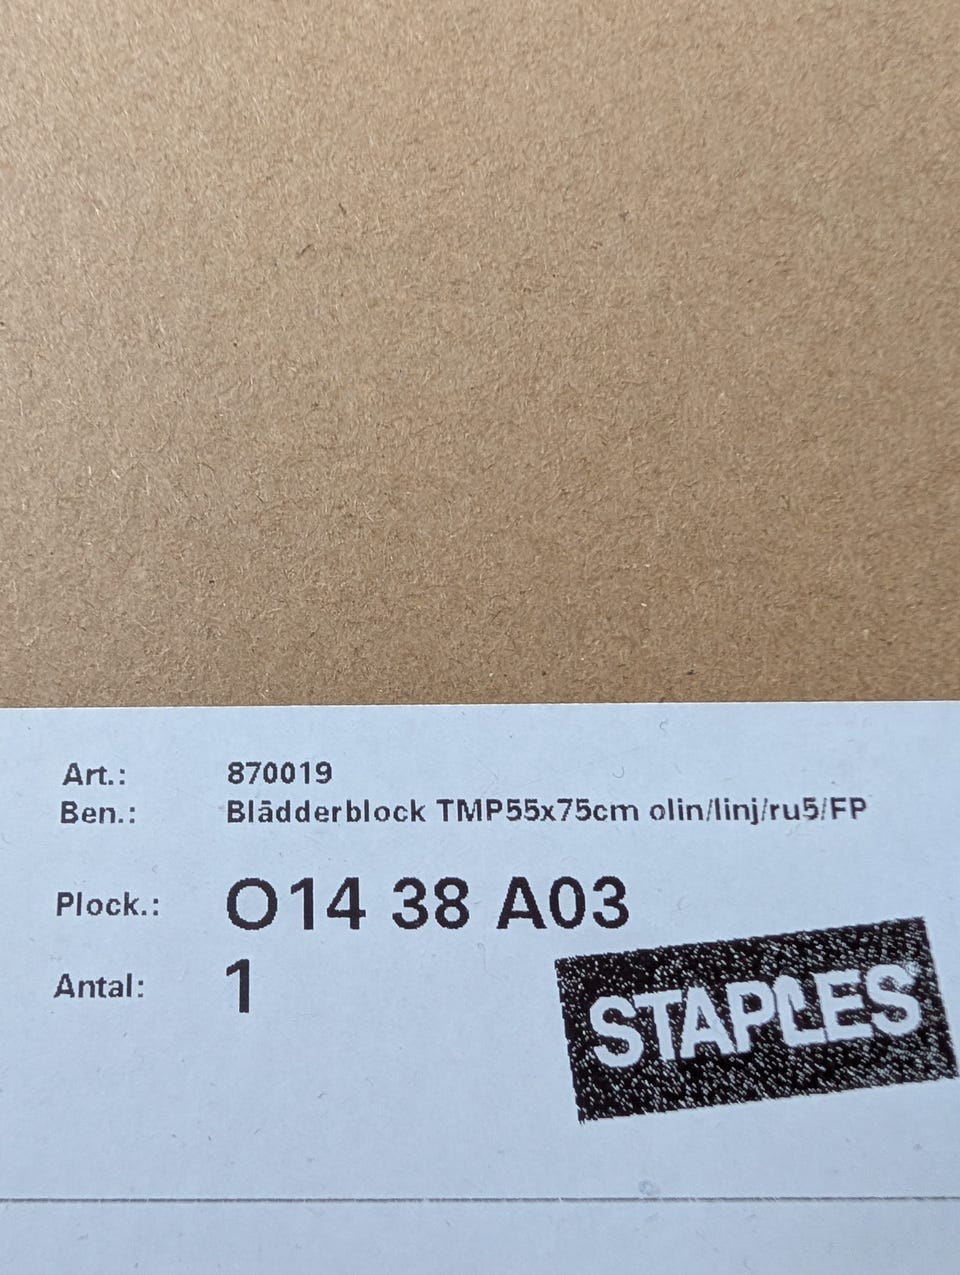 Art.: 870019
Ben.: Blädderblock TMP55x75cm olin/linj/ru5/FP
Plock.: O14 38 A03
Antal: 1
STAPLES